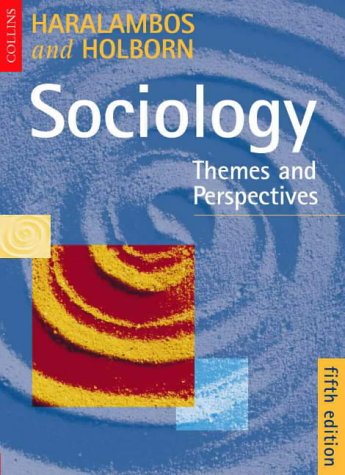 COLLINS
HARALAMBOS
and HOLBORN
Sociology
Themes and
Perspectives
fifth edition